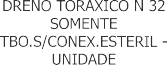 DRENO TORAXICO N 32
SOMENTE
TBO.S/CONEX.ESTERIL -
UNIDADE